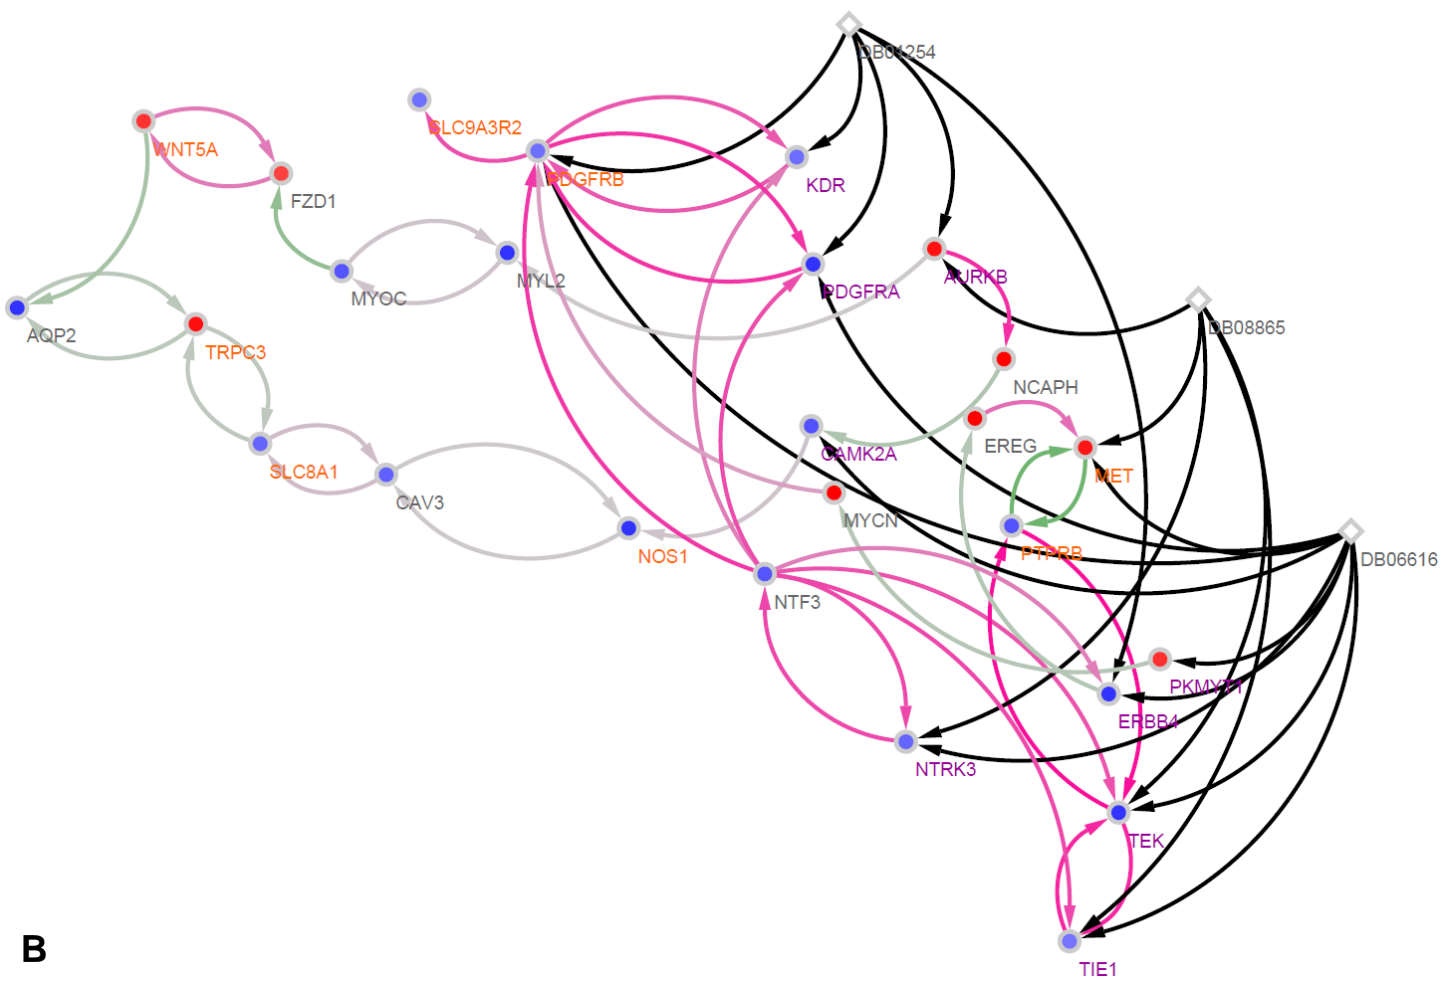 DB01254
SLC9A3R2
WNT5A
PDGFRB
KDR
FZD1
AURKB
MYL2
PDGFRA
MYOC
DB08865
AQP2
TRPC3
NCAPH
EREG
CAMK2A
SLC8A1
MET
CAV3
MYCN
NOS1
PTPRB
DB06616
NTF3
PKMYT1
ERBB4
NTRK3
TEK
B
TIE1